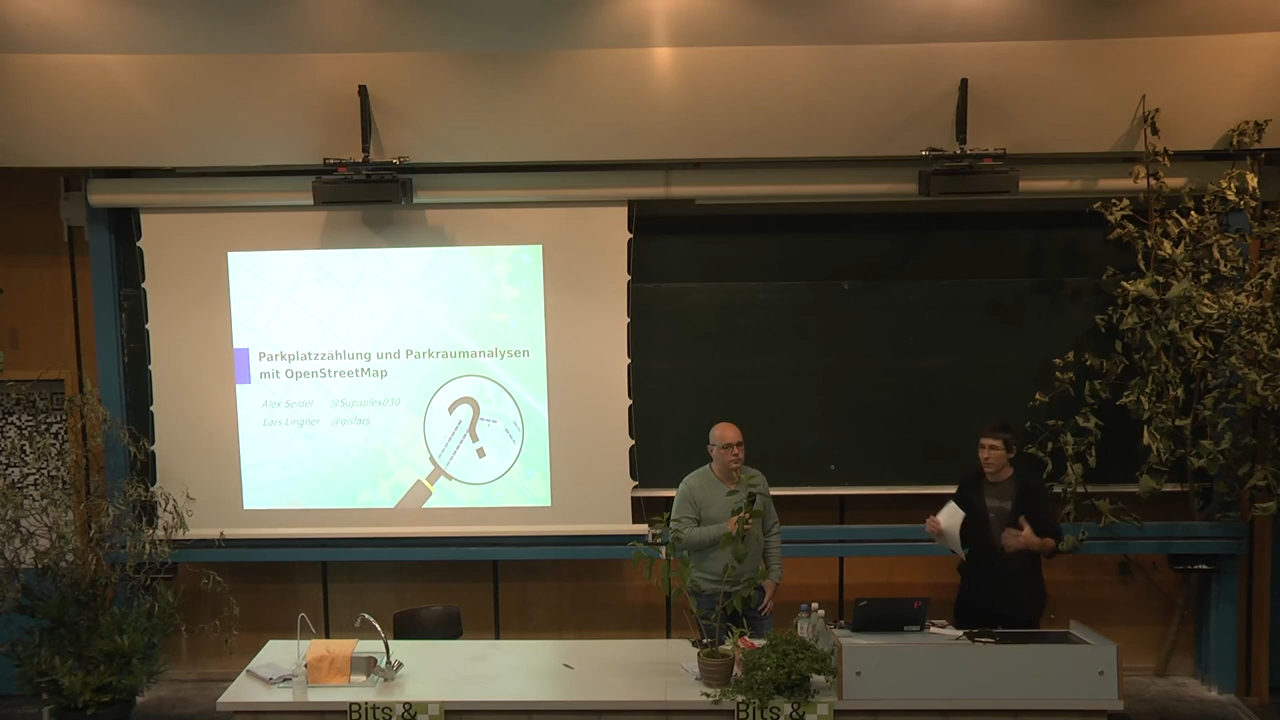 Parkplatzzählung und Parkraumanalysen
mit OpenStreetMap
Alex Seidel @Supaplex030
Lars Lingner @gislars
Bits &
Bits &